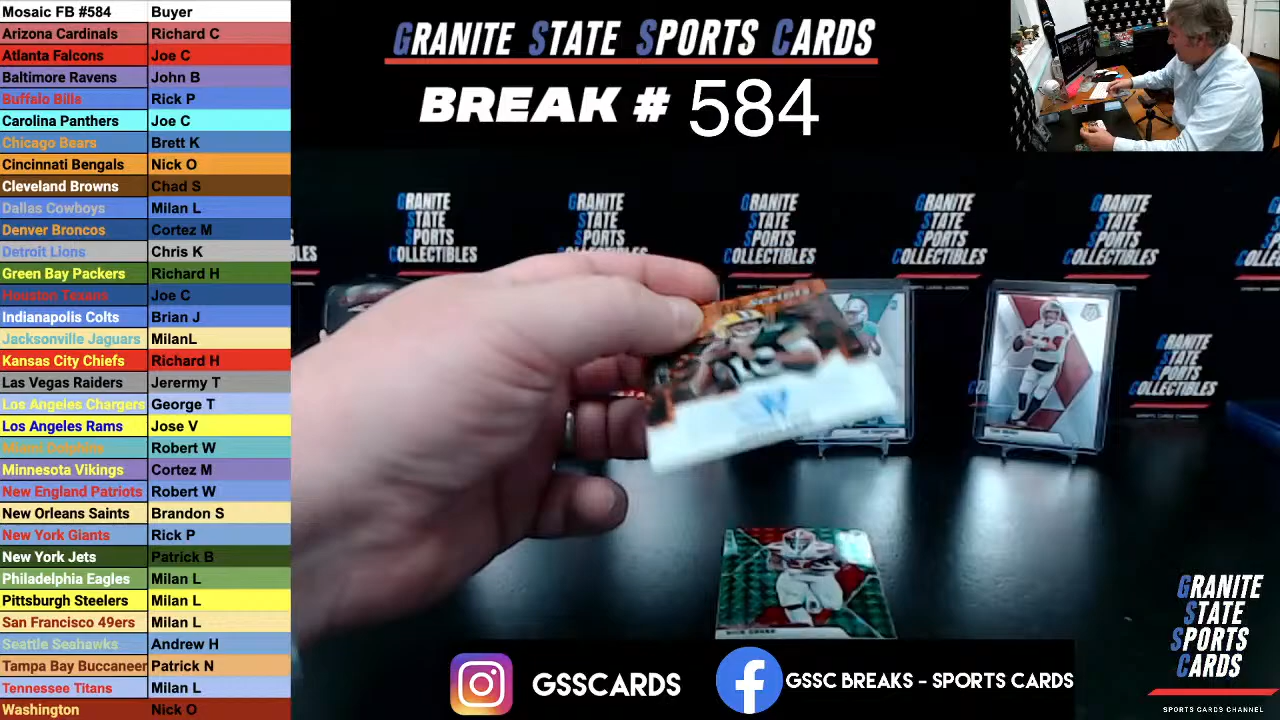 Mosaic FB #584 Buyer
Arizona Cardinals Richard C
Atlanta Falcons Joe C
Baltimore Ravens John B
Buffalo Bills Rick P
Carolina Panthers Joe C
Chicago Bears Brett K
Cincinnati Bengals Nick O
Cleveland Browns Chad S
Dallas Cowboys Milan L
Denver Broncos Cortez M
Detroit Lions Chris K
Green Bay Packers Richard H
Houston Texans Joe C
Indianapolis Colts Brian J
Jacksonville Jaguars MilanL
Kansas City Chiefs Richard H
Las Vegas Raiders Jerermy T
Los Angeles Chargers George T
Los Angeles Rams Jose V
Miami Dolphins Robert W
Minnesota Vikings Cortez M
New England Patriots Robert W
New Orleans Saints Brandon S
New York Giants Rick P
New York Jets Patrick B
Philadelphia Eagles Milan L
Pittsburgh Steelers Milan L
San Francisco 49ers Milan L
Seattle Seahawks Andrew H
Tampa Bay Buccaneer Patrick N
Tennessee Titans Milan L
Washington Nick O
GRANITE STATE SPORTS CARDS
BREAK # 584
GRANITE
STATE
SPORTS
COLLECTIBLES
GRANITE
STATE
SPORTS
GRANITE
STATE
SPORTS
COLLECTIBLES
GRANITE
STATE
SPORTS
COLLECTIBLES
GRANITE
STATE
SPORTS
COLLECTIBLES
GRANITE
STATE
SPORTS
COLLECTIBLES
GSSCARDS
GSSC BREAKS - SPORTS CARDS
GRANITE
STATE
SPORTS
CARDS
SPORTS CARDS CHANNEL